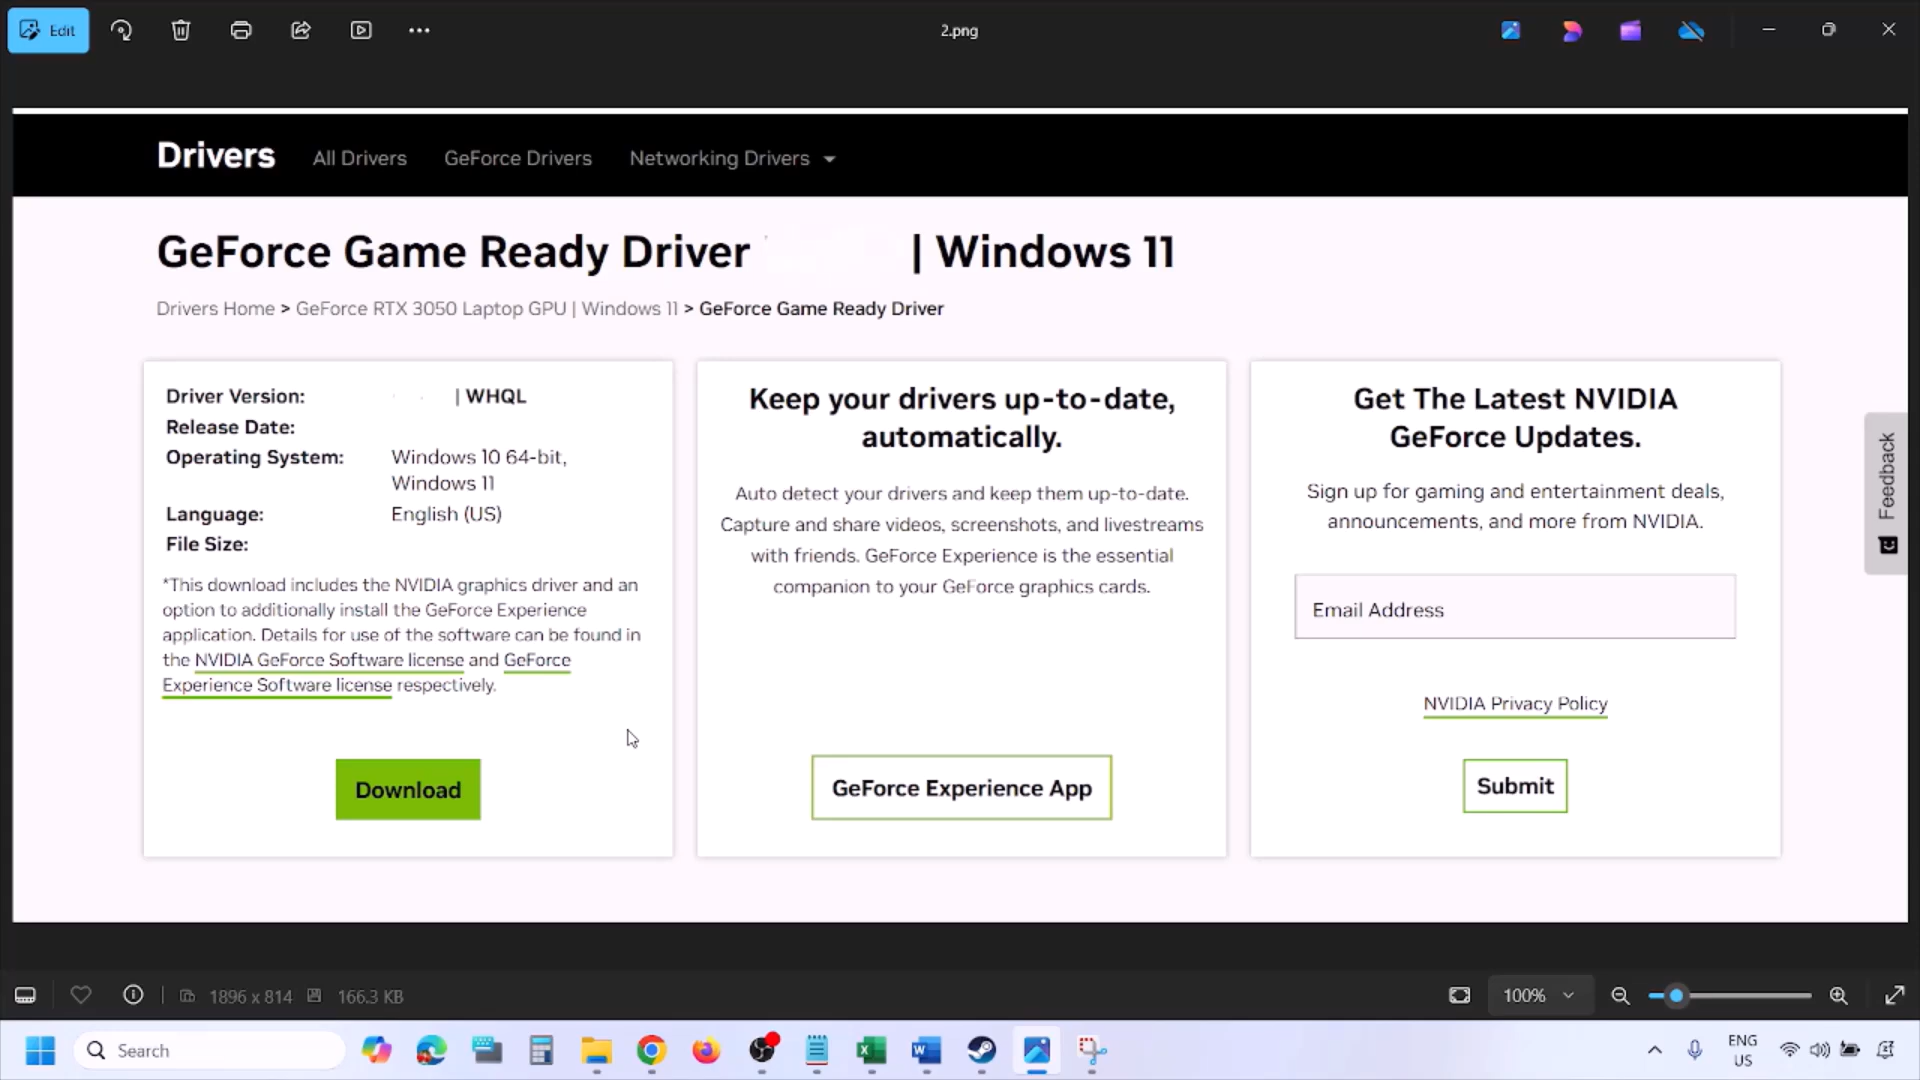 Edit
2.png
Drivers
All Drivers
GeForce Drivers
Networking Drivers
GeForce Game Ready Driver | Windows 11
Drivers Home > GeForce RTX 3050 Laptop GPU | Windows 11 > GeForce Game Ready Driver
Driver Version: | WHQL
Release Date:
Operating System: Windows 10 64-bit,
Windows 11
Language: English (US)
File Size:
*This download includes the NVIDIA graphics driver and an
option to additionally install the GeForce Experience
application. Details for use of the software can be found in
the NVIDIA GeForce Software license and GeForce
Experience Software license respectively.
Download
Keep your drivers up-to-date,
automatically.
Auto detect your drivers and keep them up-to-date.
Capture and share videos, screenshots, and livestreams
with friends. GeForce Experience is the essential
companion to your GeForce graphics cards.
GeForce Experience App
Get The Latest NVIDIA
GeForce Updates.
Sign up for gaming and entertainment deals,
announcements, and more from NVIDIA.
Email Address
NVIDIA Privacy Policy
Submit
Feedback
1896 x 814
166.3 KB
100%
Search
ENG
US